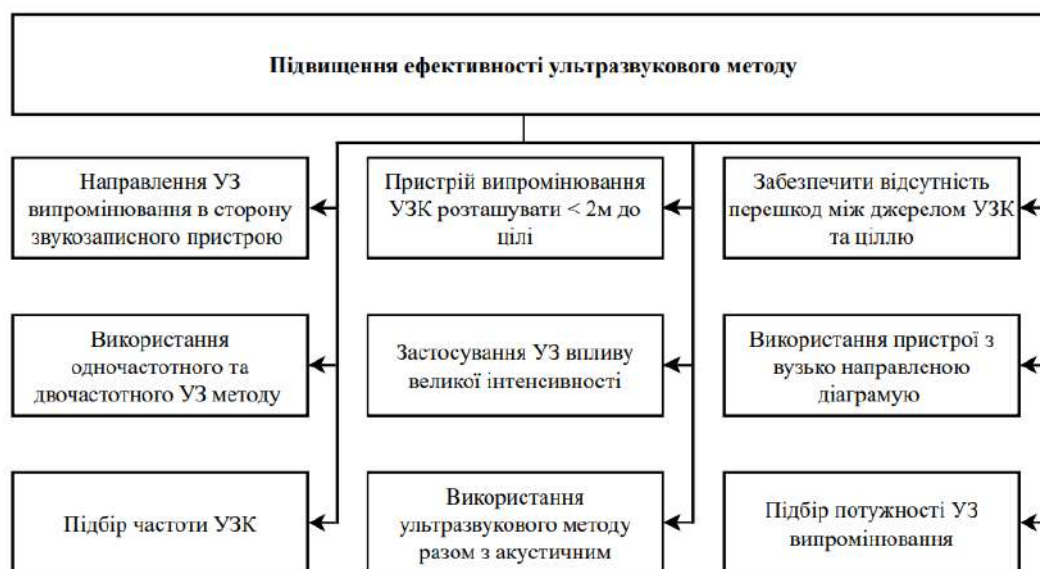 Підвищення ефективності ультразвукового методу
Направлення УЗ
випромінювання в сторону
звукозаписного пристрою
Пристрій випромінювання
УЗК розташувати < 2м до
цілі
Забезпечити відсутність
перешкод між джерелом УЗК
та ціллю
Використання
одночастотного та
двочастотного УЗ методу
Застосування УЗ впливу
великої інтенсивності
Використання пристрої з
вузько направленою
діаграмую
Підбір частоти УЗК
Використання
ультразвукового методу
разом з акустичним
Підбір потужності УЗ
випромінювання